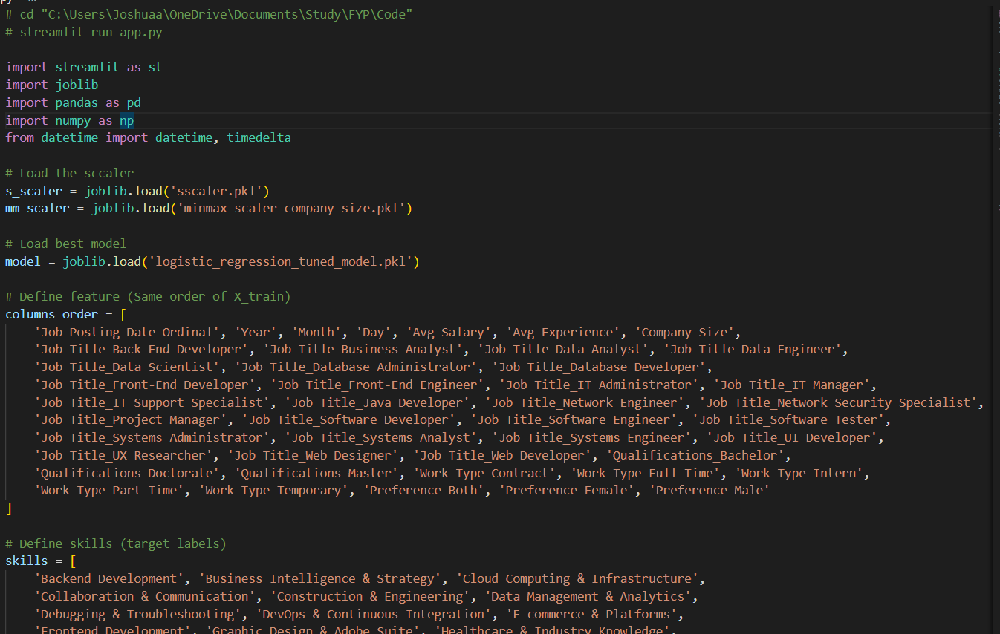 # cd "C:\Users\Joshuaa\OneDrive\Documents\Study\FYP\Code"
# streamlit run app.py
import streamlit as st
import joblib
import pandas as pd
import numpy as np
from datetime import datetime, timedelta
# Load the sccaler
s_scaler = joblib.load('sscaler.pkl')
mm_scaler = joblib.load('minmax_scaler_company_size.pkl')
# Load best model
model = joblib.load('logistic_regression_tuned_model.pkl')
# Define feature (Same order of X_train)
columns_order = [
'Job Posting Date Ordinal', 'Year', 'Month', 'Day', 'Avg Salary', 'Avg Experience', 'Company Size',
'Job Title_Back-End Developer', 'Job Title_Business Analyst', 'Job Title_Data Analyst', 'Job Title_Data Engineer',
'Job Title_Data Scientist', 'Job Title_Database Administrator', 'Job Title_Database Developer',
'Job Title_Front-End Developer', 'Job Title_Front-End Engineer', 'Job Title_IT Administrator', 'Job Title_IT Manager',
'Job Title_IT Support Specialist', 'Job Title_Java Developer', 'Job Title_Network Engineer', 'Job Title_Network Security Specialist',
'Job Title_Project Manager', 'Job Title_Software Developer', 'Job Title_Software Engineer', 'Job Title_Software Tester',
'Job Title_Systems Administrator', 'Job Title_Systems Analyst', 'Job Title_Systems Engineer', 'Job Title_UI Developer',
'Job Title_UX Researcher', 'Job Title_Web Designer', 'Job Title_Web Developer', 'Qualifications_Bachelor',
'Qualifications_Doctorate', 'Qualifications_Master', 'Work Type_Contract', 'Work Type_Full-Time', 'Work Type_Intern',
'Work Type_Part-Time', 'Work Type_Temporary', 'Preference_Both', 'Preference_Female', 'Preference_Male'
]
# Define skills (target labels)
skills = [
'Backend Development', 'Business Intelligence & Strategy', 'Cloud Computing & Infrastructure',
'Collaboration & Communication', 'Construction & Engineering', 'Data Management & Analytics',
'Debugging & Troubleshooting', 'DevOps & Continuous Integration', 'E-commerce & Platforms',
'Frontend Development', 'Graphic Design & Adobe Suite', 'Healthcare & Industry Knowledge',